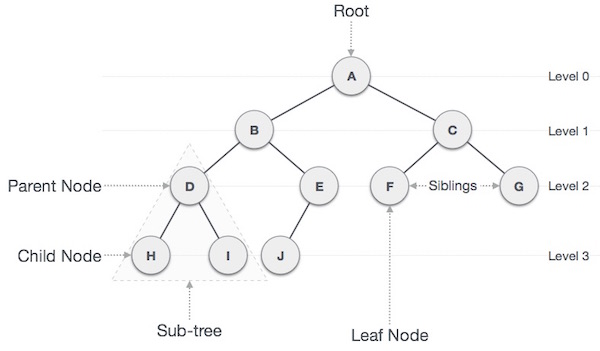 Root
A
Level 0
B
C
Level 1
Parent Node
D
E
F
Siblings
G
Level 2
Child Node
H
I
J
Level 3
Sub-tree
Leaf Node